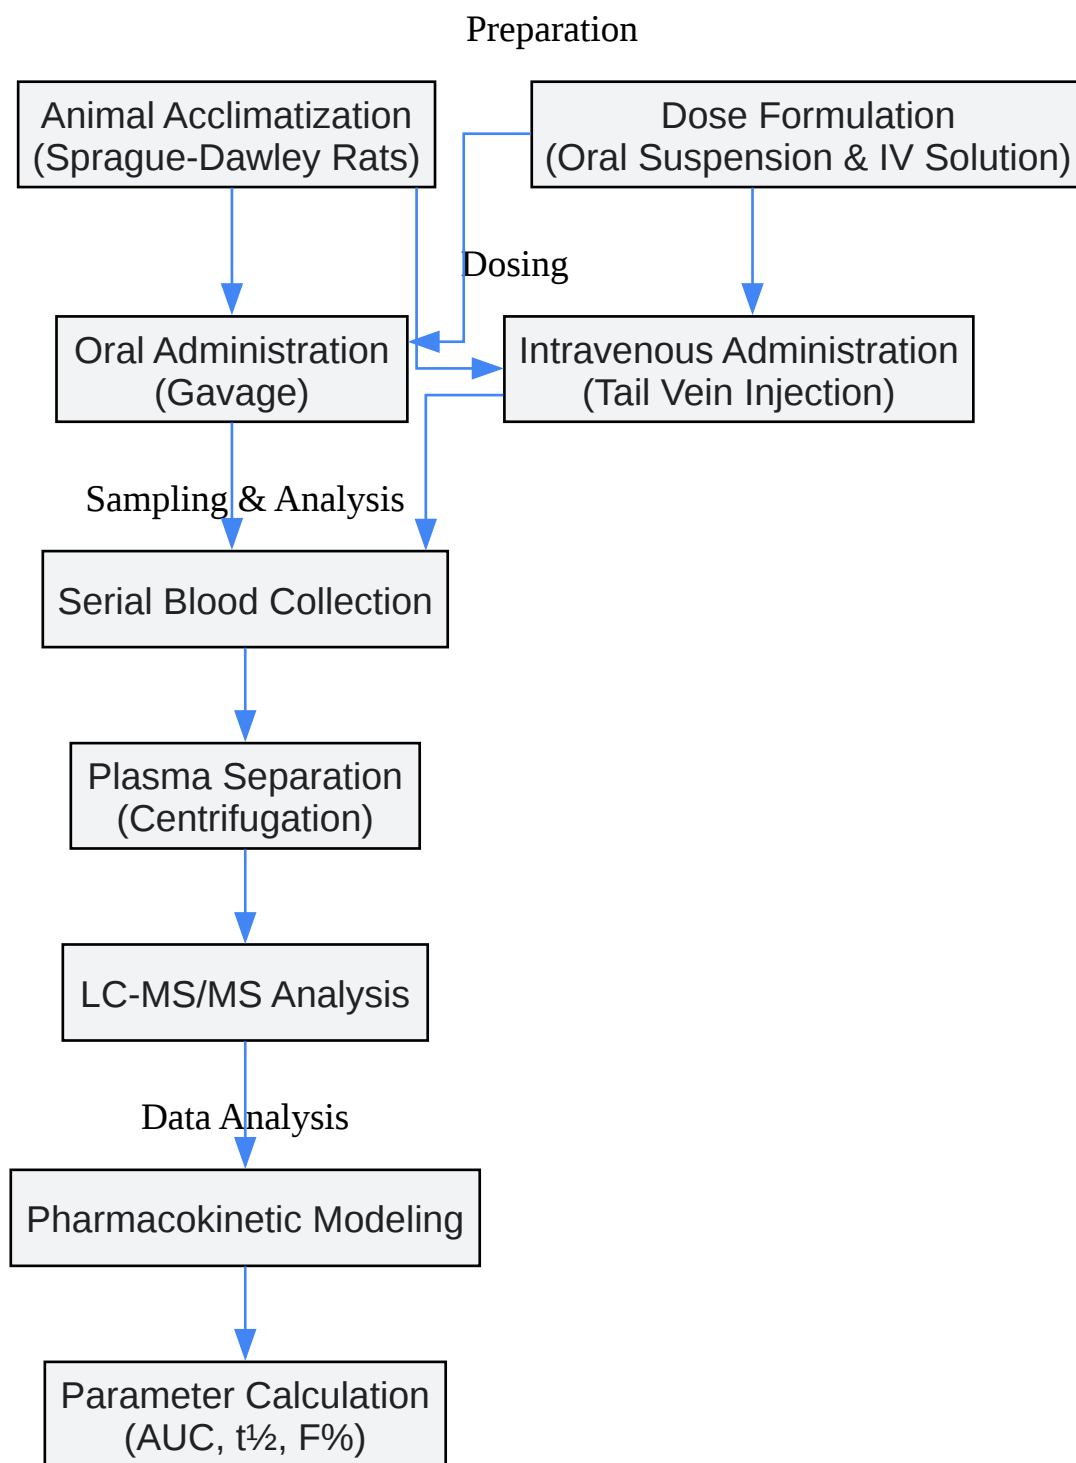 Preparation
Animal Acclimatization
(Sprague-Dawley Rats)
Dose Formulation
(Oral Suspension & IV Solution)
Dosing
Oral Administration
(Gavage)
Intravenous Administration
(Tail Vein Injection)
Sampling & Analysis
Serial Blood Collection
Plasma Separation
(Centrifugation)
LC-MS/MS Analysis
Data Analysis
Pharmacokinetic Modeling
Parameter Calculation
(AUC, t½, F%)